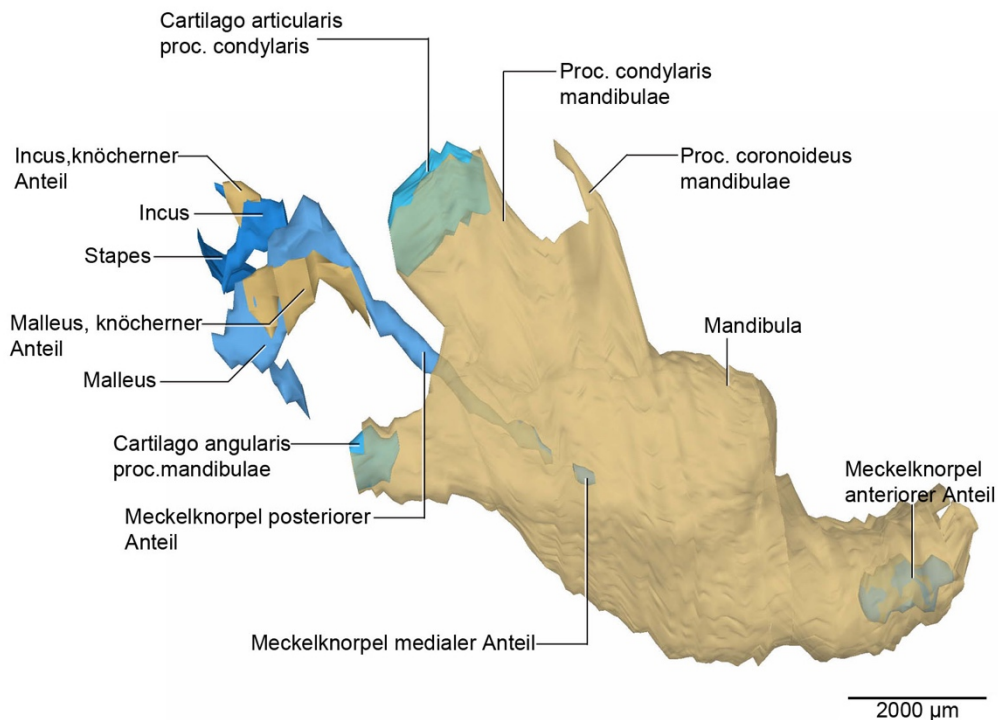 Cartilago articularis
proc. condylaris
Proc. condylaris
mandibulae
Incus,knöcherner
Anteil
Proc. coronoideus
mandibulae
Incus
Stapes
Malleus, knöcherner
Anteil
Mandibula
Malleus
Cartilago angularis
proc.mandibulae
Meckelknorpel
anteriorer Anteil
Meckelknorpel posteriorer
Anteil
Meckelknorpel medialer Anteil
2000 µm